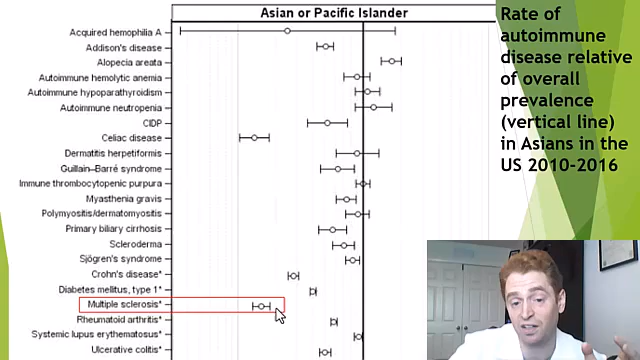 Asian or Pacific Islander
Acquired hemophilia A
Addison's disease
Alopecia areata
Autoimmune hemolytic anemia
Autoimmune hypoparathyroidism
Autoimmune neutropenia
CIDP
Celiac disease
Dermatitis herpetiformis
Guillain-Barré syndrome
Immune thrombocytopenic purpura
Myasthenia gravis
Polymyositis/dermatomyositis
Primary biliary cirrhosis
Scleroderma
Sjögren's syndrome
Crohn's disease*
Diabetes mellitus, type 1*
Multiple sclerosis*
Rheumatoid arthritis*
Systemic lupus erythematosus*
Ulcerative colitis*
Rate of
autoimmune
disease relative
of overall
prevalence
(vertical line)
in Asians in the
US 2010-2016